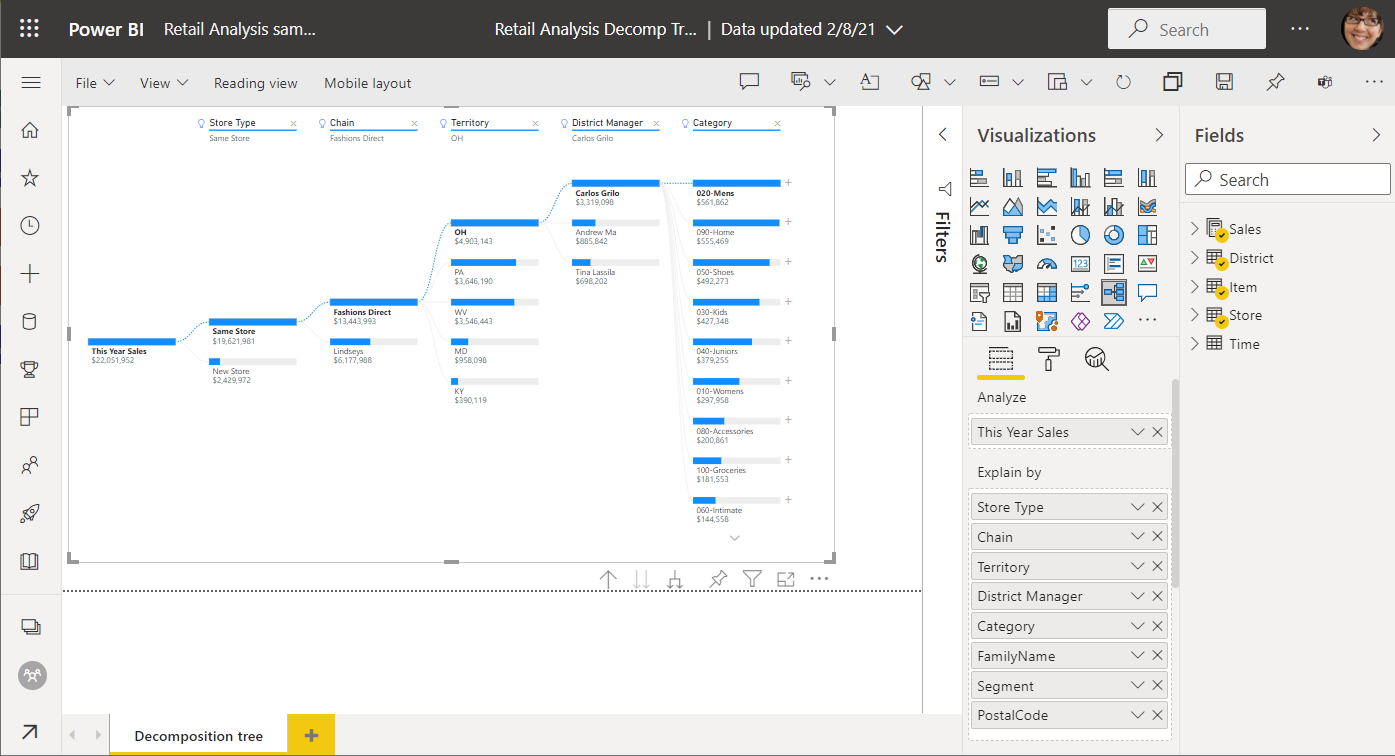 Power BI Retail Analysis sam... Retail Analysis Decomp Tr... | Data updated 2/8/21 Search
File View Reading view Mobile layout
Store Type Chain Territory District Manager Category
Same Store Fashions Direct OH Carlos Grilo
This Year Sales
$22,051,952
Same Store
$19,621,981
New Store
$2,429,972
Fashions Direct
$13,443,993
Lindseys
$6,177,988
OH
$4,903,143
PA
$3,646,190
WV
$3,546,443
MD
$958,098
KY
$390,119
Carlos Grilo
$3,319,098
Andrew Ma
$885,842
Tina Lassila
$698,202
020-Mens
$561,862
090-Home
$555,469
050-Shoes
$492,273
030-Kids
$427,348
040-Juniors
$379,255
010-Womens
$297,958
080-Accessories
$200,861
100-Groceries
$181,553
060-Intimate
$144,558
Filters
Visualizations
123
Analyze
This Year Sales
Explain by
Store Type
Chain
Territory
District Manager
Category
FamilyName
Segment
PostalCode
Fields
Search
Sales
District
Item
Store
Time
Decomposition tree